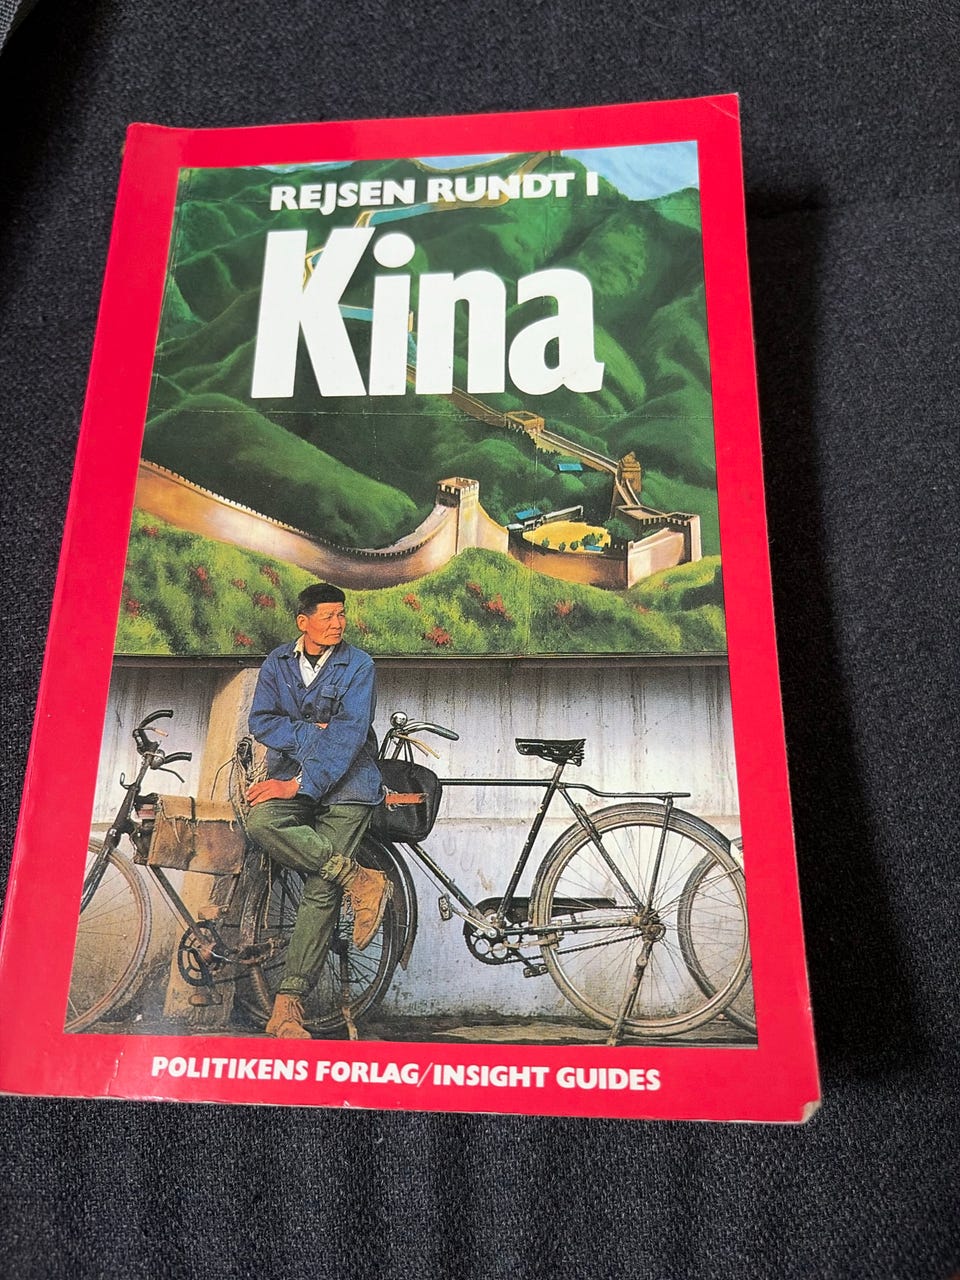 REJSEN RUNDT I
Kina
POLITIKENS FORLAG/INSIGHT GUIDES